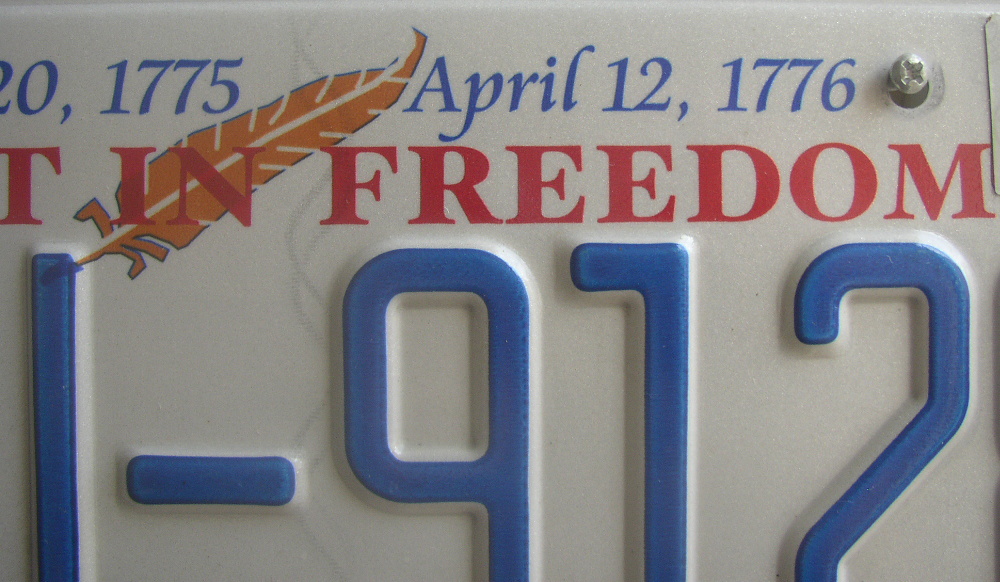 20, 1775 April 12, 1776
T IN FREEDOM
-912